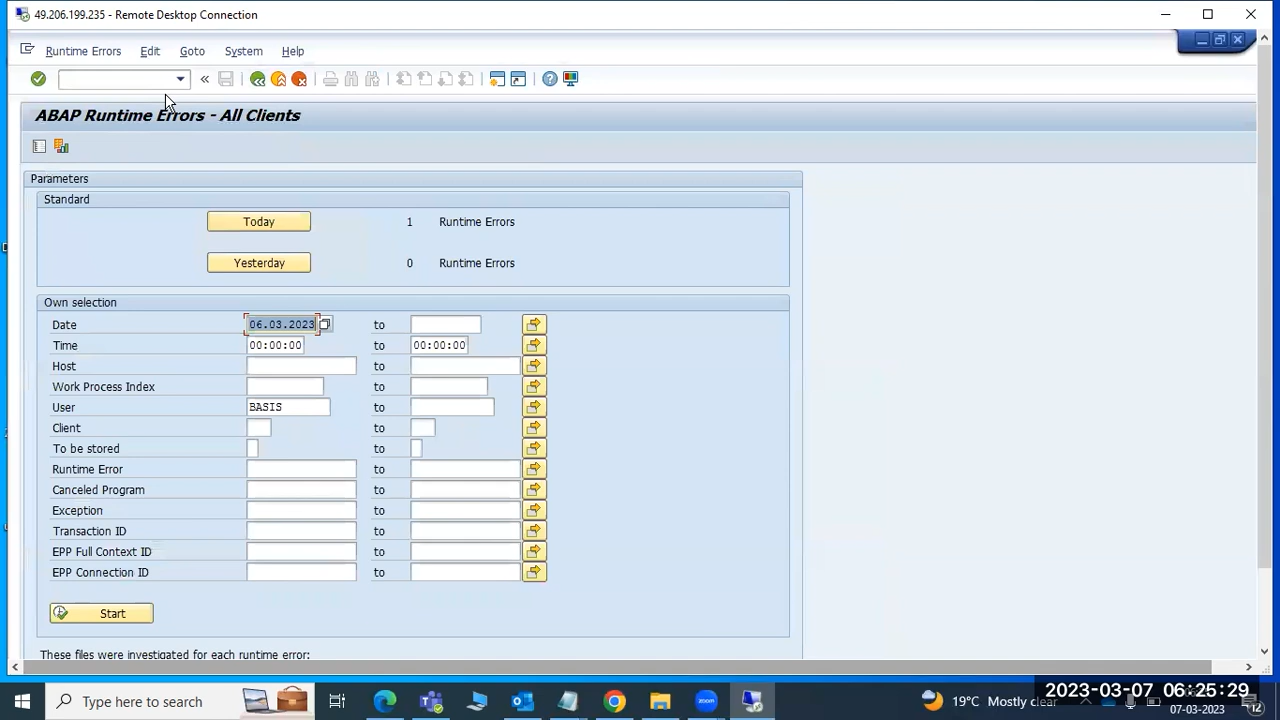 49.206.199.235 - Remote Desktop Connection
Runtime Errors Edit Goto System Help
ABAP Runtime Errors - All Clients
Parameters
Standard
Today 1 Runtime Errors
Yesterday 0 Runtime Errors
Own selection
Date 06.03.2023 to
Time 00:00:00 to 00:00:00
Host to
Work Process Index to
User BASIS to
Client to
To be stored to
Runtime Error to
Canceled Program to
Exception to
Transaction ID to
EPP Full Context ID to
EPP Connection ID to
Start
These files were investigated for each runtime error:
Type here to search
zoom
19°C Mostly clear
2023-03-07 06:25:29
07-03-2023
12